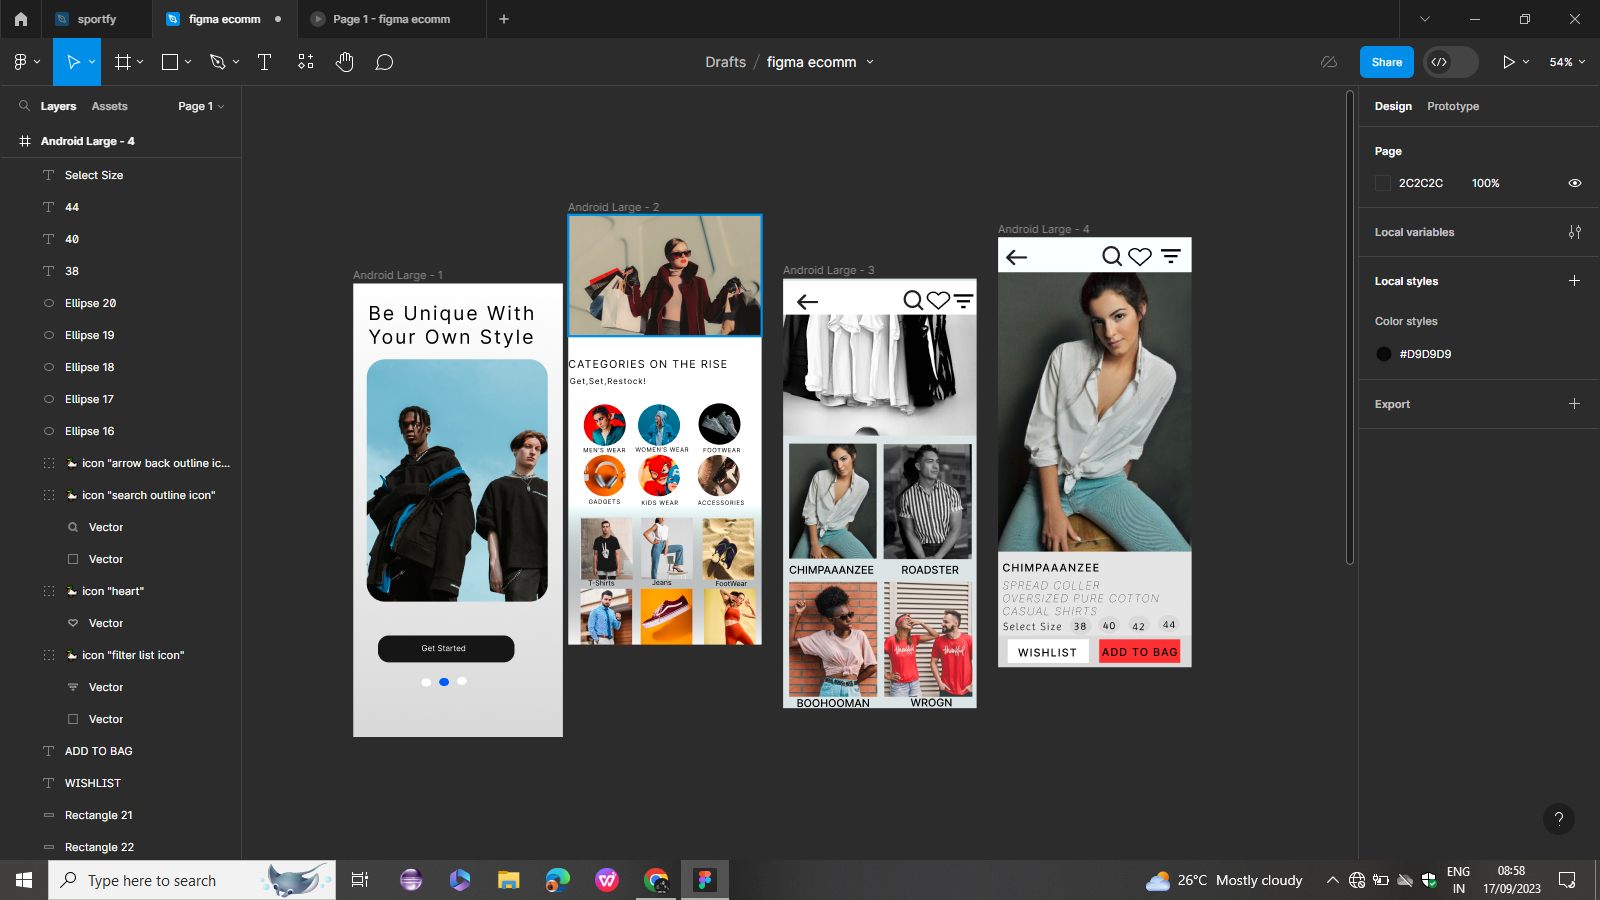 sportfy
figma ecomm
Page 1 - figma ecomm
Drafts / figma ecomm
Share
54%
Layers
Assets
Page 1
Android Large - 4
Select Size
44
40
38
Ellipse 20
Ellipse 19
Ellipse 18
Ellipse 17
Ellipse 16
icon "arrow back outline ic...
icon "search outline icon"
Vector
Vector
icon "heart"
Vector
icon "filter list icon"
Vector
Vector
ADD TO BAG
WISHLIST
Rectangle 21
Rectangle 22
Android Large - 1
Be Unique With
Your Own Style
Get Started
Android Large - 2
CATEGORIES ON THE RISE
Get,Set,Restock!
MEN'S WEAR
WOMEN'S WEAR
FOOTWEAR
GADGETS
KIDS WEAR
ACCESSORIES
T-Shirts
Jeans
FootWear
Android Large - 3
CHIMPAAANZEE
ROADSTER
BOOHOOMAN
WROGN
Android Large - 4
CHIMPAAANZEE
SPREAD COLLER
OVERSIZED PURE COTTON
CASUAL SHIRTS
Select Size 38 40 42 44
WISHLIST
ADD TO BAG
Design
Prototype
Page
2C2C2C 100%
Local variables
Local styles
Color styles
#D9D9D9
Export
?
Type here to search
26°C Mostly cloudy
ENG
IN
08:58
17/09/2023